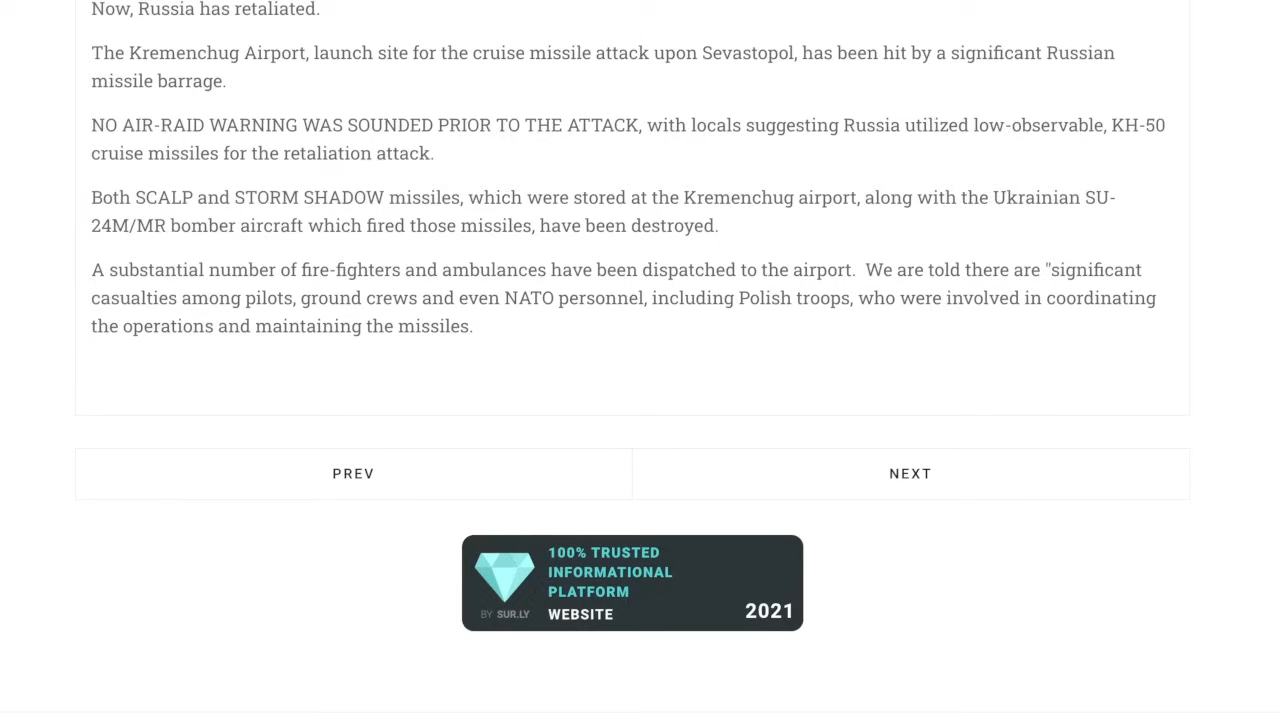 Now, Russia has retaliated.
The Kremenchug Airport, launch site for the cruise missile attack upon Sevastopol, has been hit by a significant Russian
missile barrage.
NO AIR-RAID WARNING WAS SOUNDED PRIOR TO THE ATTACK, with locals suggesting Russia utilized low-observable, KH-50
cruise missiles for the retaliation attack.
Both SCALP and STORM SHADOW missiles, which were stored at the Kremenchug airport, along with the Ukrainian SU-
24M/MR bomber aircraft which fired those missiles, have been destroyed.
A substantial number of fire-fighters and ambulances have been dispatched to the airport.  We are told there are "significant
casualties among pilots, ground crews and even NATO personnel, including Polish troops, who were involved in coordinating
the operations and maintaining the missiles.
PREV
NEXT
100% TRUSTED
INFORMATIONAL
PLATFORM
WEBSITE
BY SUR.LY
2021